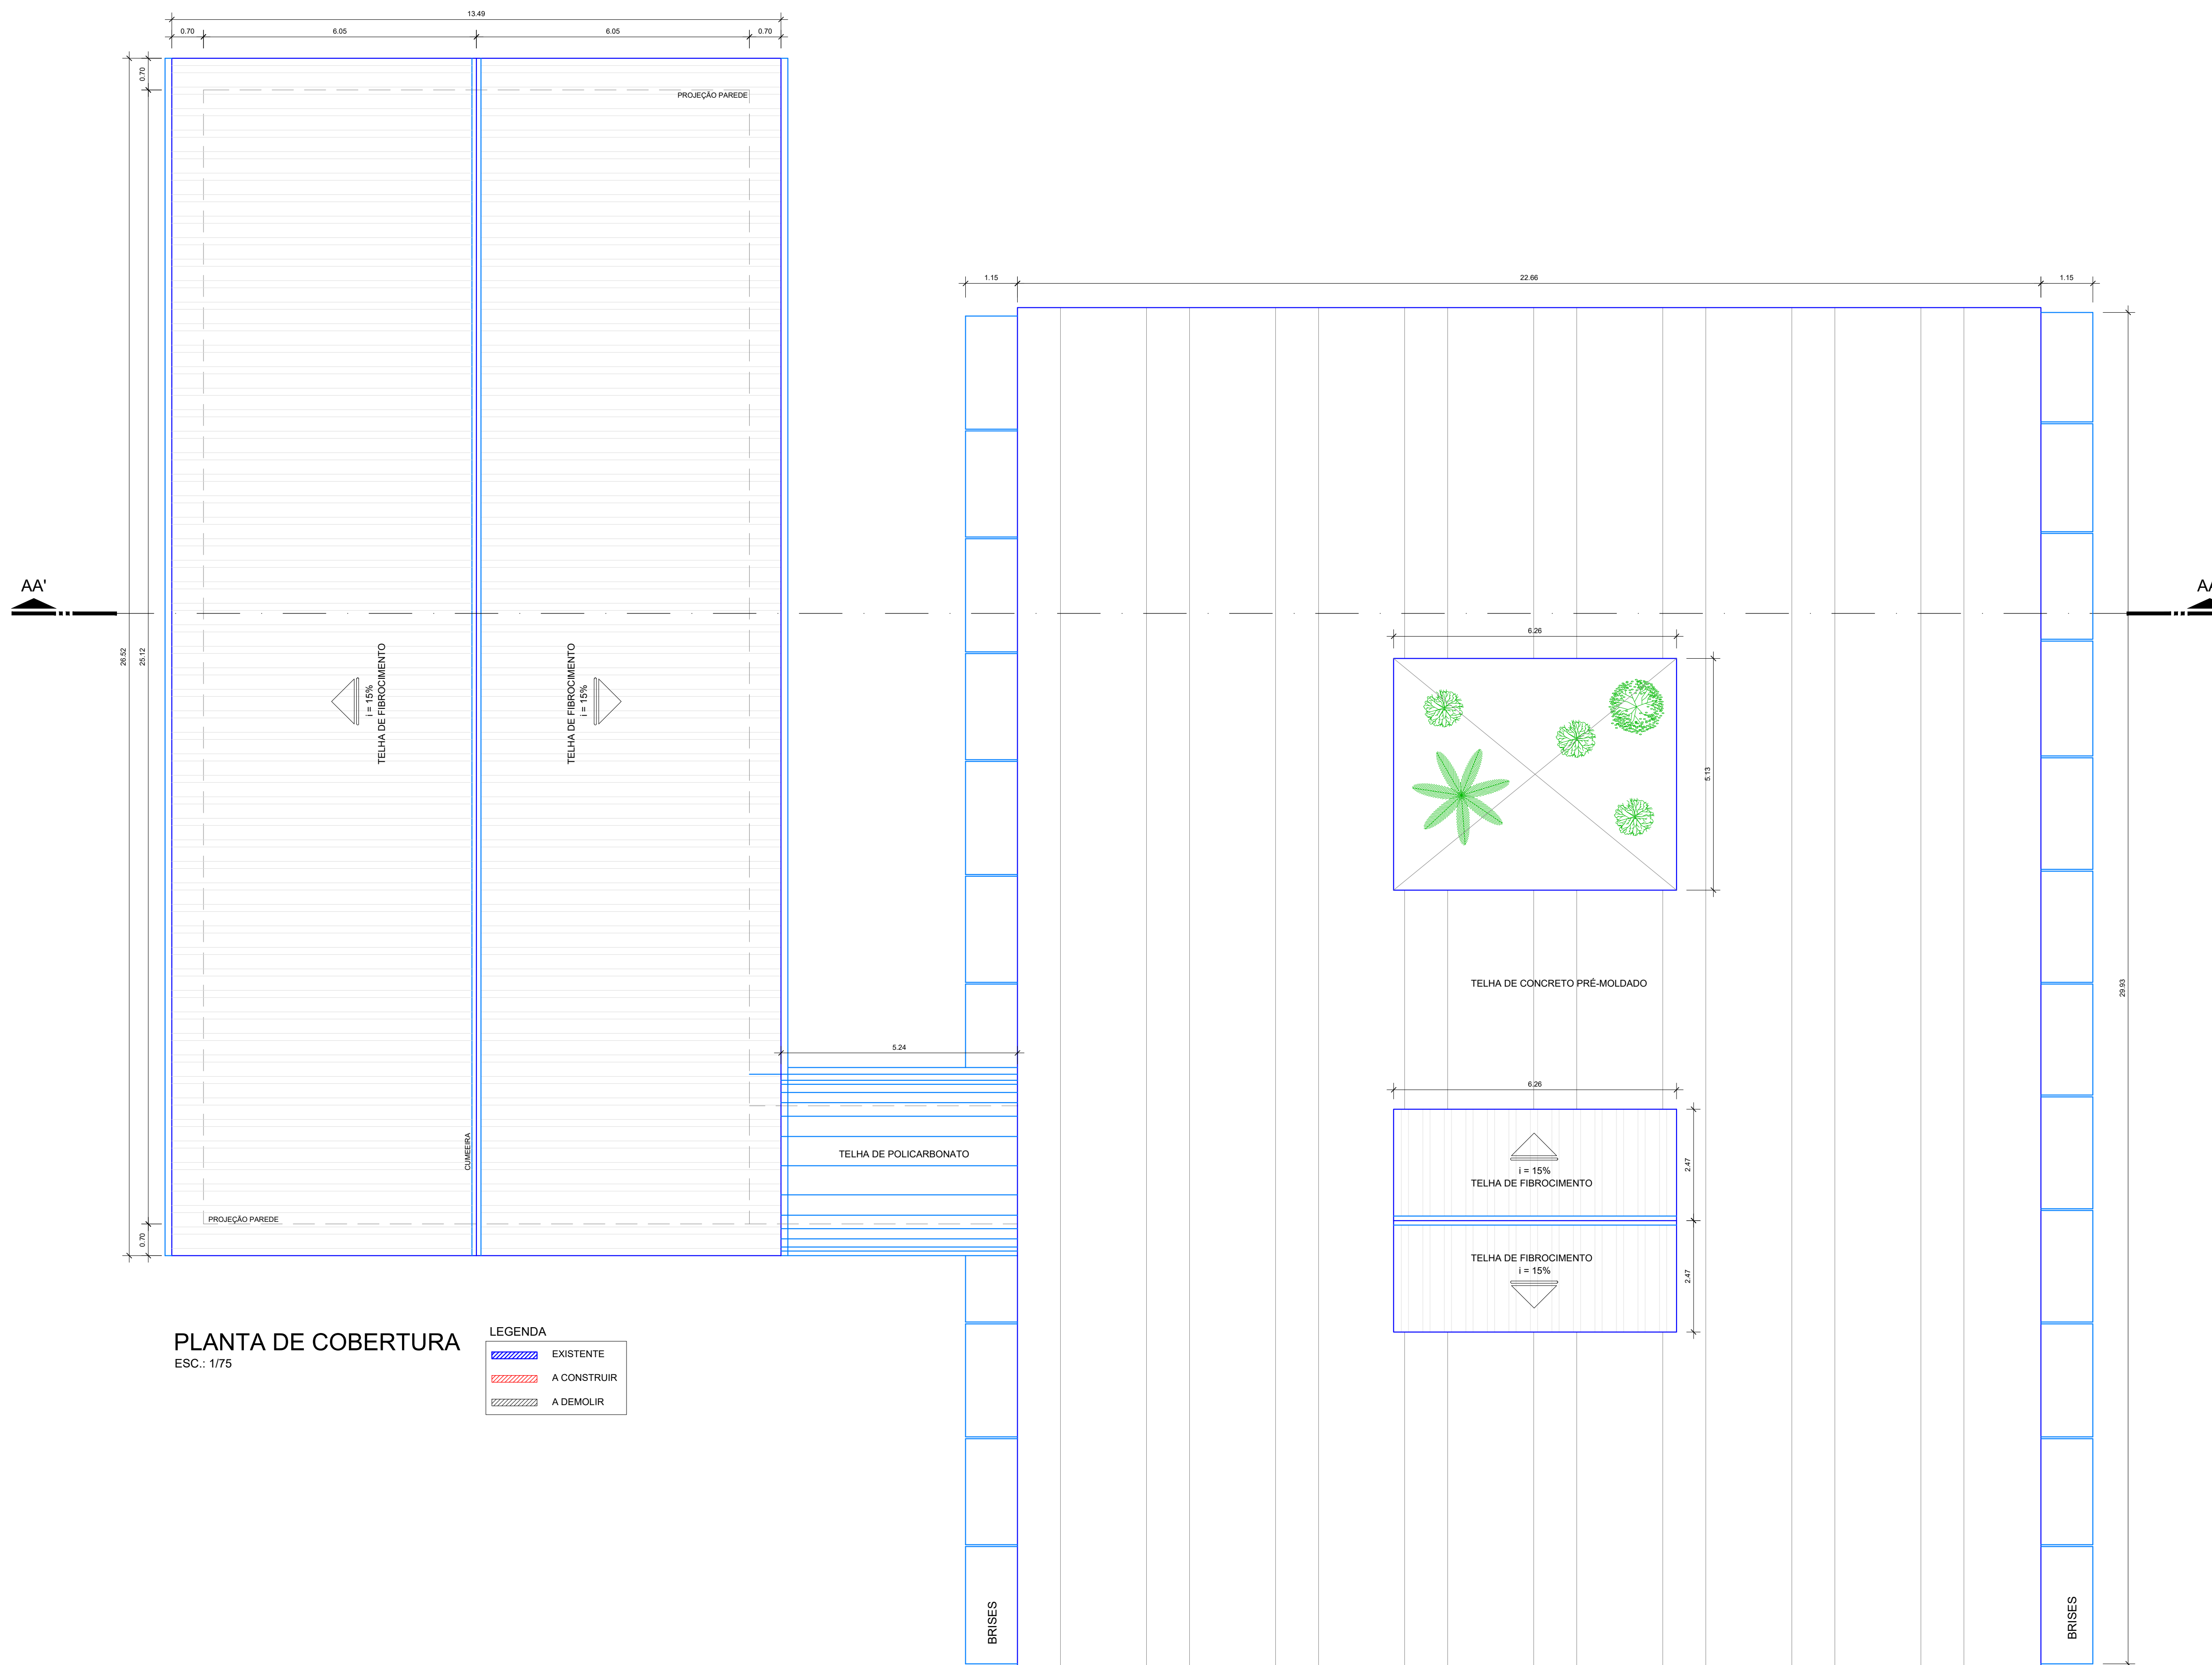 13.49
0.70
6.05
6.05
0.70
0.70
PROJEÇÃO PAREDE
1.15
22.66
1.15
AA'
26.52
25.12
TELHA DE FIBROCIMENTO
i = 15%
TELHA DE FIBROCIMENTO
i = 15%
6.26
5.13
TELHA DE CONCRETO PRÉ-MOLDADO
29.93
5.24
6.26
CUMEEIRA
TELHA DE POLICARBONATO
i = 15%
TELHA DE FIBROCIMENTO
2.47
PROJEÇÃO PAREDE
0.70
TELHA DE FIBROCIMENTO
i = 15%
2.47
PLANTA DE COBERTURA
ESC.: 1/75
LEGENDA
EXISTENTE
A CONSTRUIR
A DEMOLIR
BRISES
BRISES